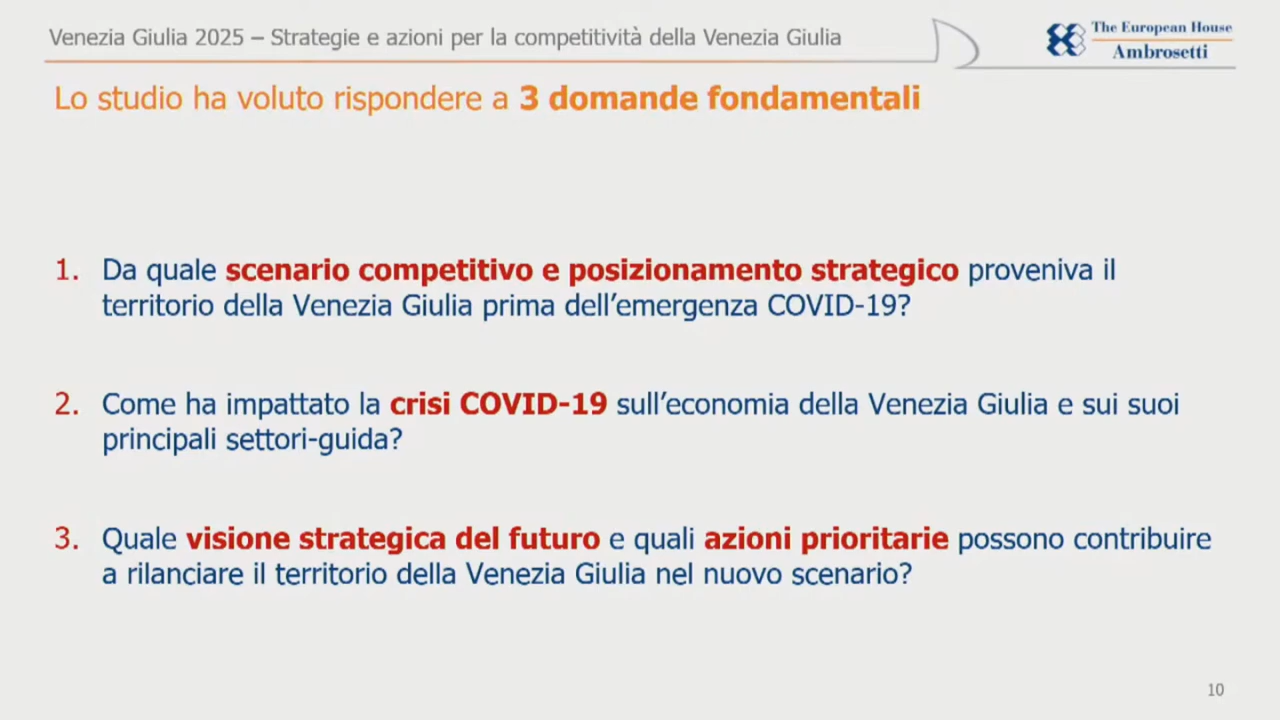 Venezia Giulia 2025 – Strategie e azioni per la competitività della Venezia Giulia
The European House
Ambrosetti
Lo studio ha voluto rispondere a 3 domande fondamentali
1. Da quale scenario competitivo e posizionamento strategico proveniva il
territorio della Venezia Giulia prima dell’emergenza COVID-19?
2. Come ha impattato la crisi COVID-19 sull’economia della Venezia Giulia e sui suoi
principali settori-guida?
3. Quale visione strategica del futuro e quali azioni prioritarie possono contribuire
a rilanciare il territorio della Venezia Giulia nel nuovo scenario?
10